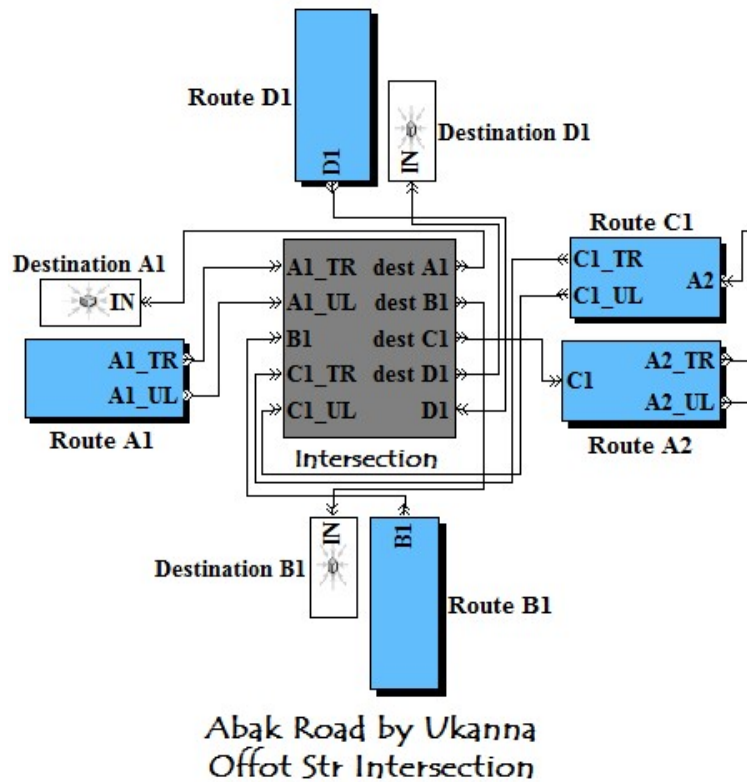 Route D1
D1
Destination D1
IN
Destination A1
IN
A1_TR
A1_UL
Route A1
A1_TR
A1_UL
B1
C1_TR
C1_UL
dest A1
dest B1
dest C1
dest D1
D1
Intersection
Route C1
C1_TR
C1_UL
A2
C1
A2_TR
A2_UL
Route A2
IN
Destination B1
B1
Route B1
Abak Road by Ukanna
Offot Str Intersection